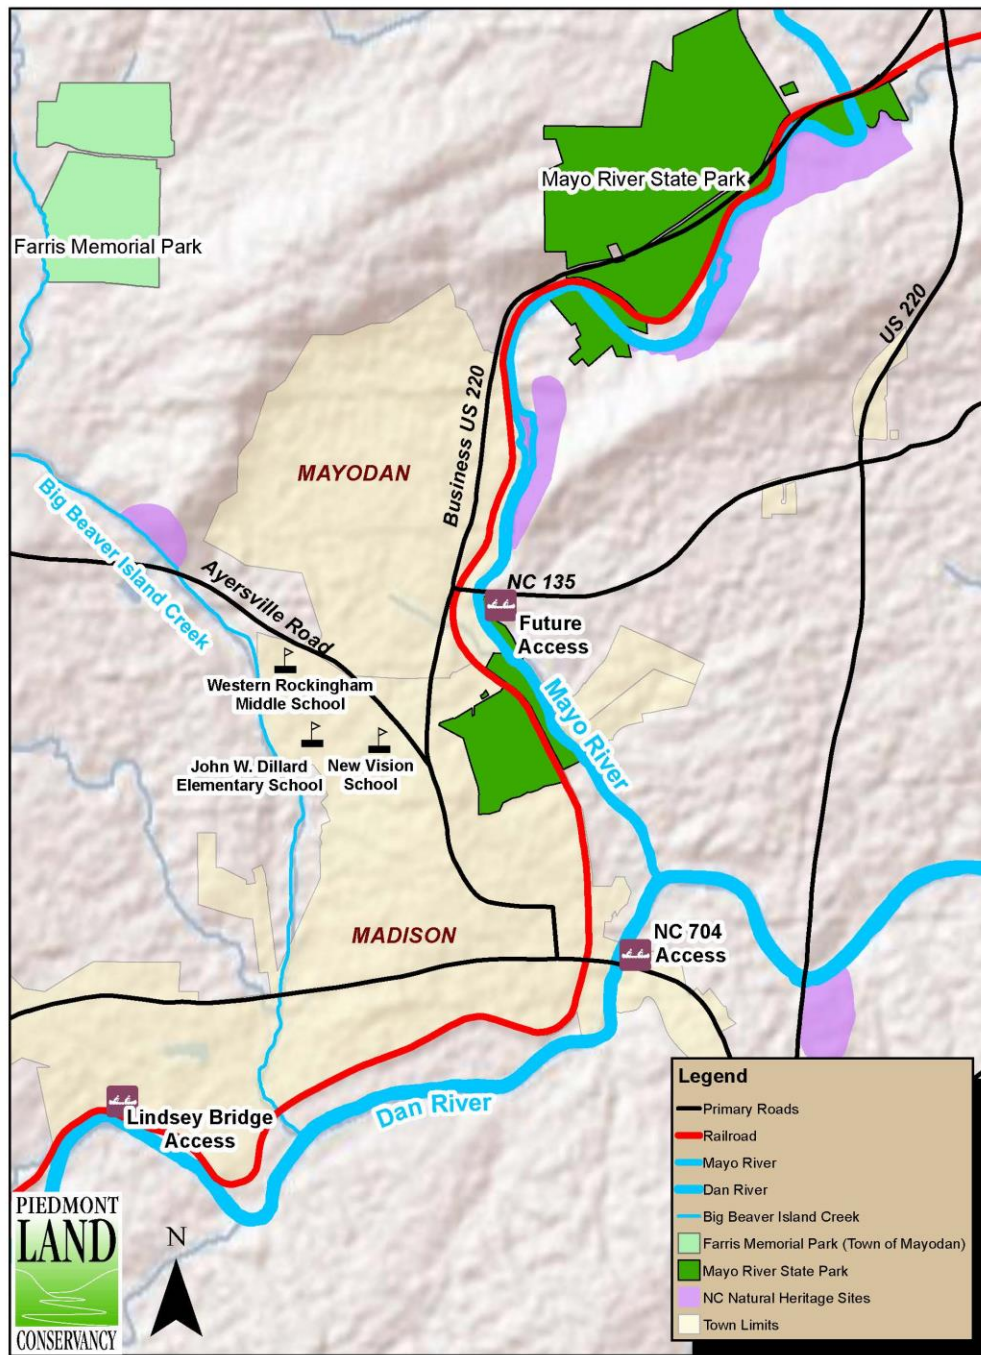 Mayo River State Park
Farris Memorial Park
US 220
Business US 220
MAYODAN
Big Beaver Island Creek
Ayersville Road
NC 135
Future
Access
Western Rockingham
Middle School
Mayo River
John W. Dillard
Elementary School
New Vision
School
MADISON
NC 704
Access
Dan River
Lindsey Bridge
Access
Legend
Primary Roads
Railroad
Mayo River
Dan River
Big Beaver Island Creek
Farris Memorial Park (Town of Mayodan)
Mayo River State Park
NC Natural Heritage Sites
Town Limits
PIEDMONT
LAND
CONSERVANCY
N